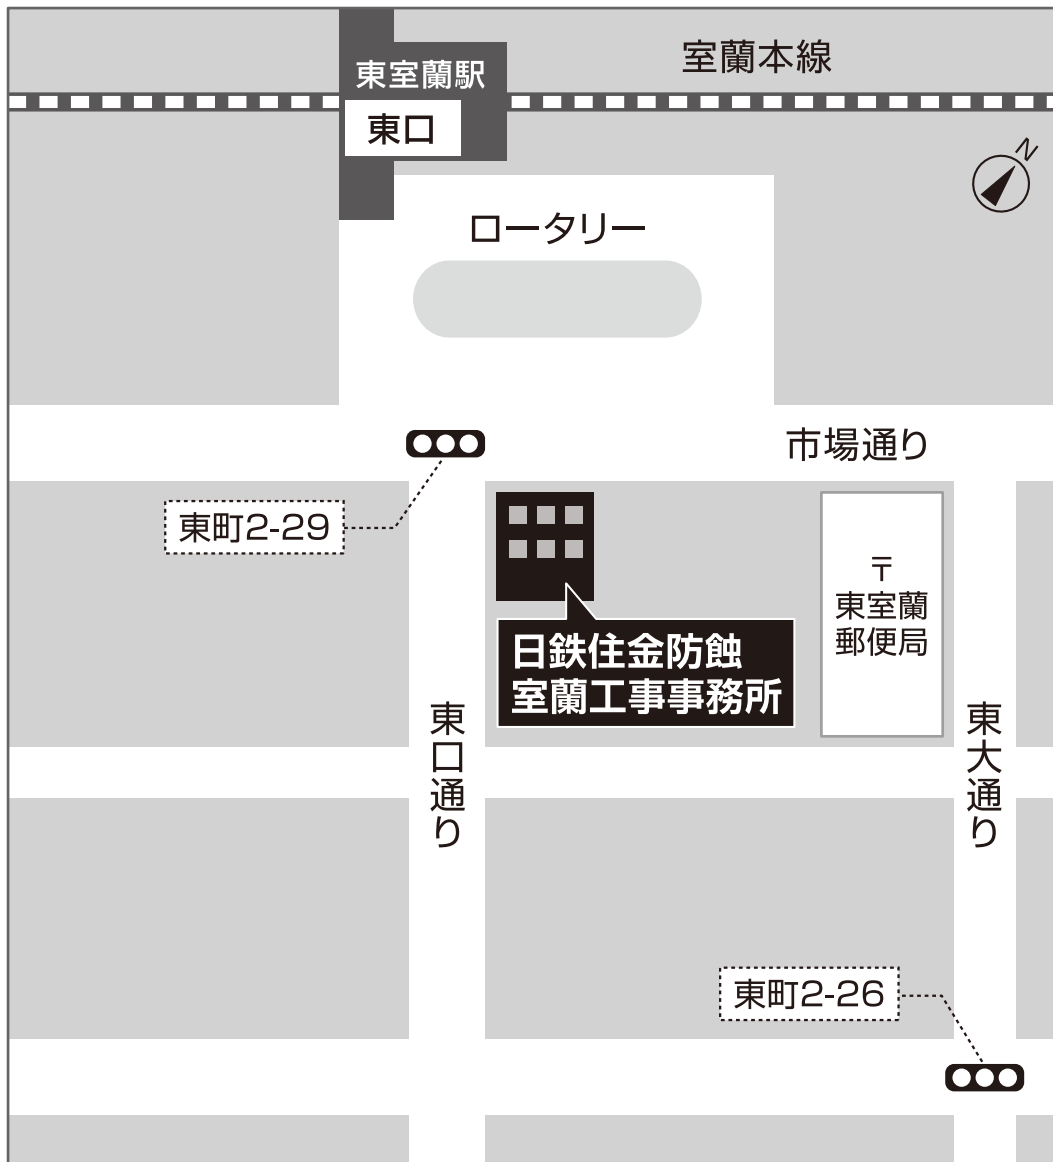 室蘭本線
東室蘭駅
東口
N
ロータリー
市場通り
東町2-29
〒
東室蘭
郵便局
日鉄住金防蝕
室蘭工事事務所
東口通り
東大通り
東町2-26